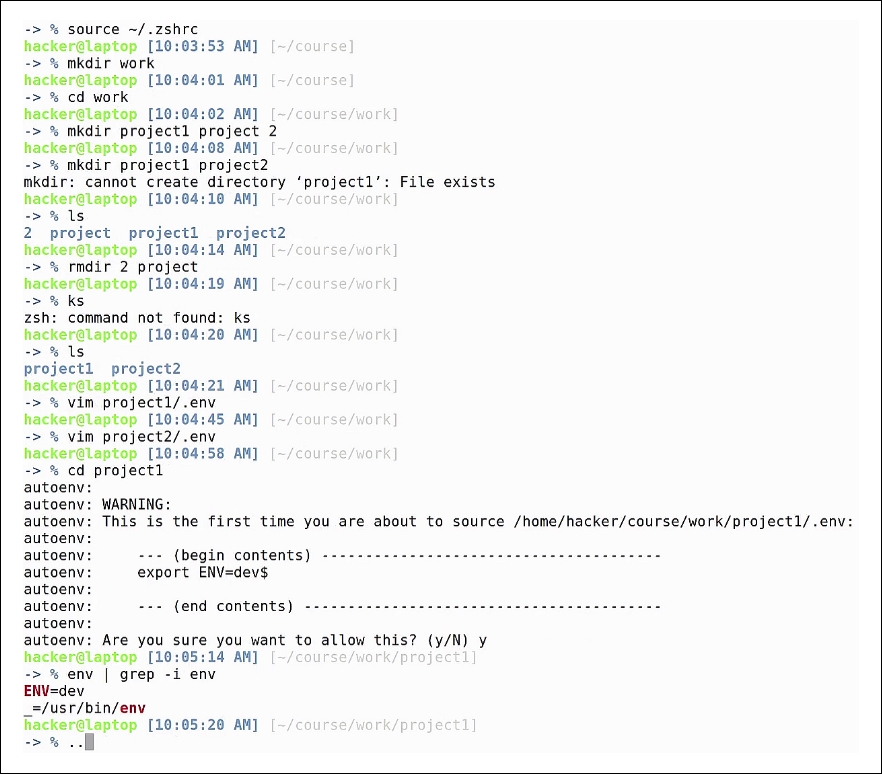 -> % source ~/.zshrc
hacker@laptop [10:03:53 AM] [~/course]
-> % mkdir work
hacker@laptop [10:04:01 AM] [~/course]
-> % cd work
hacker@laptop [10:04:02 AM] [~/course/work]
-> % mkdir project1 project 2
hacker@laptop [10:04:08 AM] [~/course/work]
-> % mkdir project1 project2
mkdir: cannot create directory ‘project1’: File exists
hacker@laptop [10:04:10 AM] [~/course/work]
-> % ls
2  project  project1  project2
hacker@laptop [10:04:14 AM] [~/course/work]
-> % rmdir 2 project
hacker@laptop [10:04:19 AM] [~/course/work]
-> % ks
zsh: command not found: ks
hacker@laptop [10:04:20 AM] [~/course/work]
-> % ls
project1  project2
hacker@laptop [10:04:21 AM] [~/course/work]
-> % vim project1/.env
hacker@laptop [10:04:45 AM] [~/course/work]
-> % vim project2/.env
hacker@laptop [10:04:58 AM] [~/course/work]
-> % cd project1
autoenv:
autoenv: WARNING:
autoenv: This is the first time you are about to source /home/hacker/course/work/project1/.env:
autoenv:
autoenv:     --- (begin contents) ---------------------------------------
autoenv:     export ENV=dev$
autoenv:
autoenv:     --- (end contents) -----------------------------------------
autoenv:
autoenv: Are you sure you want to allow this? (y/N) y
hacker@laptop [10:05:14 AM] [~/course/work/project1]
-> % env | grep -i env
ENV=dev
_=/usr/bin/env
hacker@laptop [10:05:20 AM] [~/course/work/project1]
-> % ..